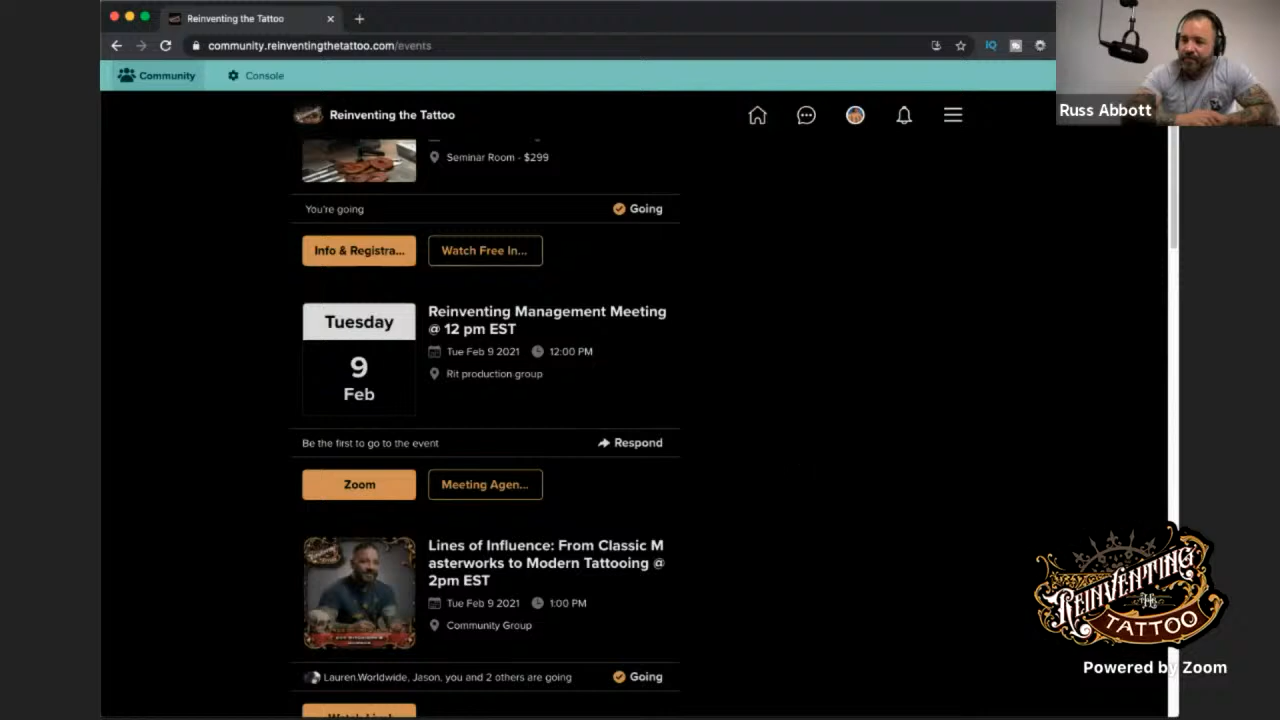 Reinventing the Tattoo
community.reinventingthetattoo.com/events
IQ
Community
Console
Russ Abbott
Reinventing the Tattoo
Seminar Room - $299
You're going
Going
Info & Registra...
Watch Free In...
Tuesday
9
Feb
Reinventing Management Meeting
@ 12 pm EST
Tue Feb 9 2021
12:00 PM
Rit production group
Be the first to go to the event
Respond
Zoom
Meeting Agen...
Lines of Influence: From Classic M
asterworks to Modern Tattooing @
2pm EST
Tue Feb 9 2021
1:00 PM
Community Group
Lauren.Worldwide, Jason, you and 2 others are going
Going
REINVENTING
THE
TATTOO
Powered by Zoom